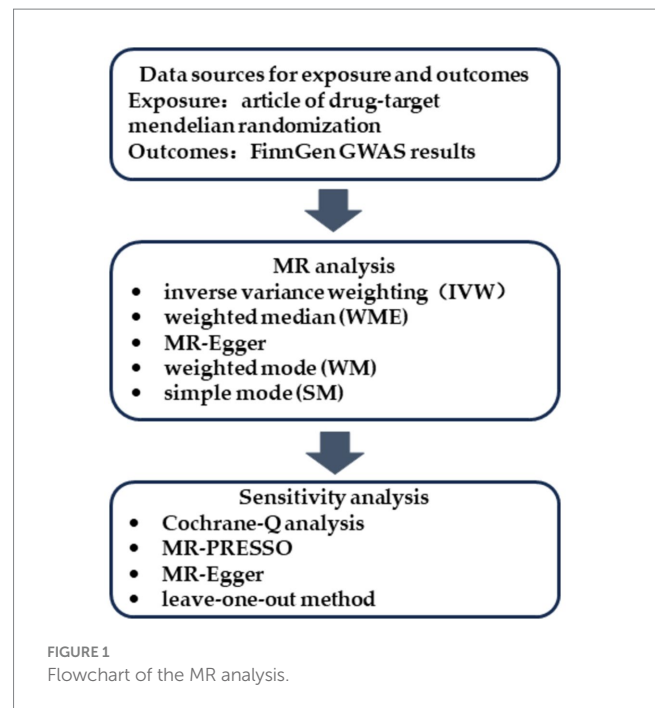 Data sources for exposure and outcomes
Exposure：article of drug-target
mendelian randomization
Outcomes：FinnGen GWAS results
MR analysis
• inverse variance weighting（IVW）
• weighted median (WME)
• MR-Egger
• weighted mode (WM)
• simple mode (SM)
Sensitivity analysis
• Cochrane-Q analysis
• MR-PRESSO
• MR-Egger
• leave-one-out method
FIGURE 1
Flowchart of the MR analysis.